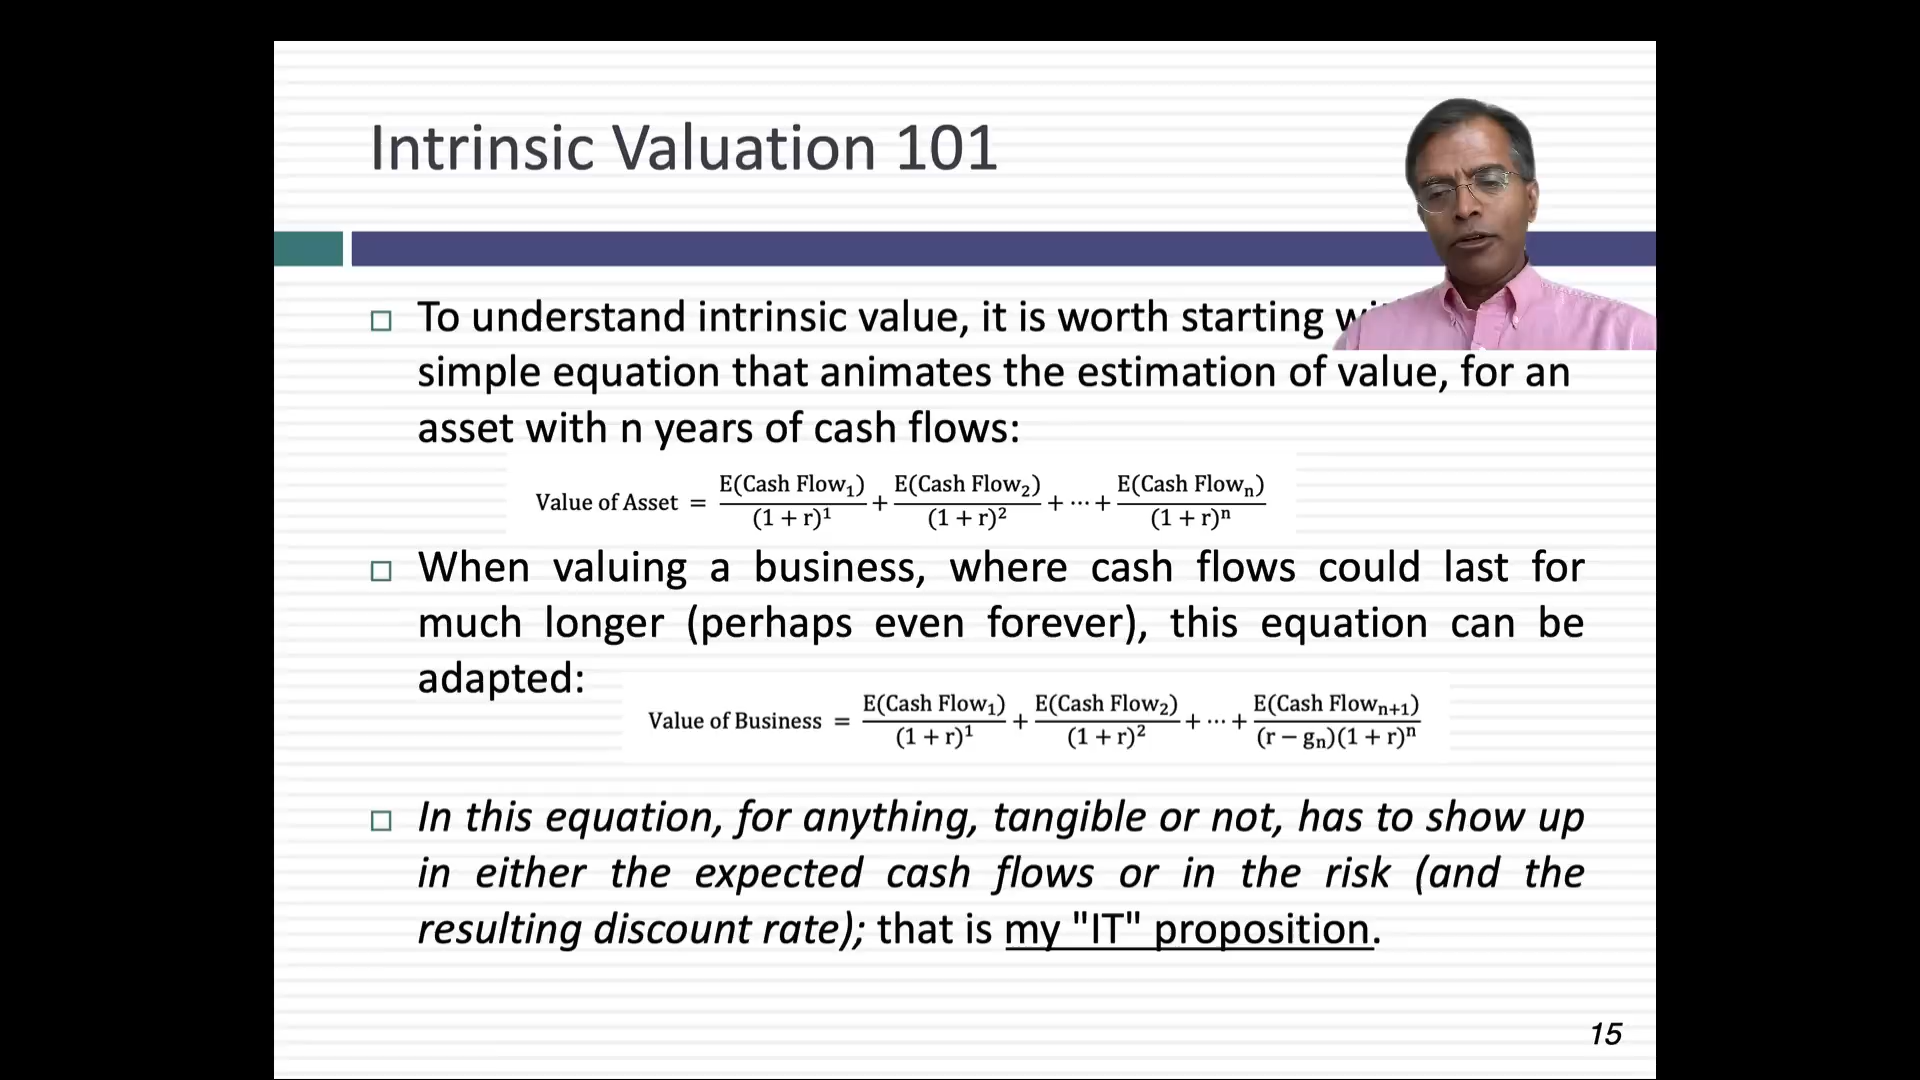 Intrinsic Valuation 101
To understand intrinsic value, it is worth starting
simple equation that animates the estimation of value, for an
asset with n years of cash flows:
Value of Asset = E(Cash Flow₁)/(1 + r)¹ + E(Cash Flow₂)/(1 + r)² + ⋯ + E(Cash Flowₙ)/(1 + r)ⁿ
When valuing a business, where cash flows could last for
much longer (perhaps even forever), this equation can be
adapted:
Value of Business = E(Cash Flow₁)/(1 + r)¹ + E(Cash Flow₂)/(1 + r)² + ⋯ + E(Cash Flowₙ₊₁)/(r − gₙ)(1 + r)ⁿ
In this equation, for anything, tangible or not, has to show up
in either the expected cash flows or in the risk (and the
resulting discount rate); that is my "IT" proposition.
15